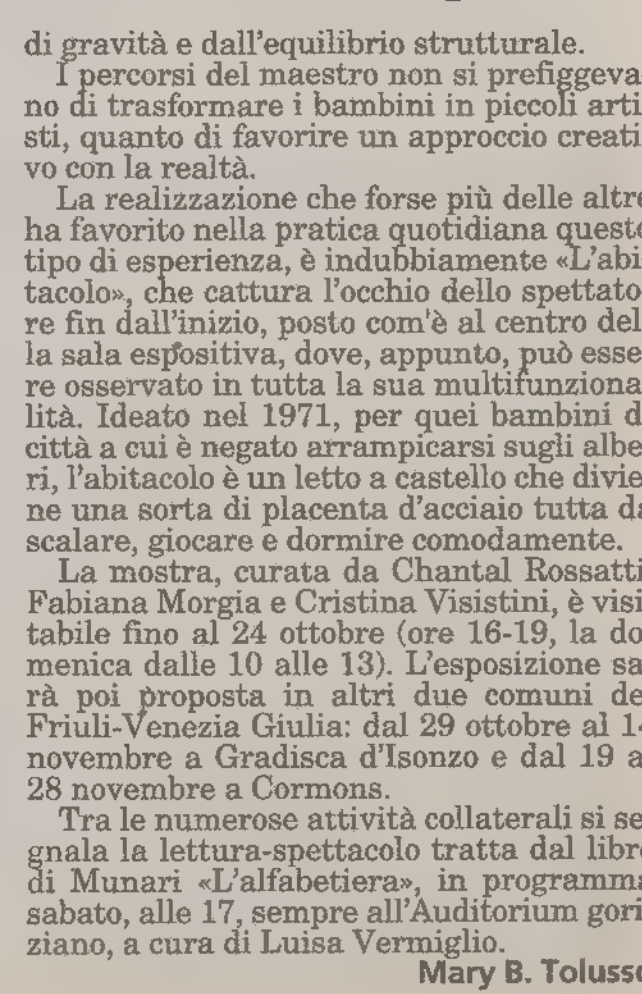 di gravità e dall'equilibrio strutturale.
I percorsi del maestro non si prefiggeva
no di trasformare i bambini in piccoli arti
sti, quanto di favorire un approccio creati
vo con la realtà.
La realizzazione che forse più delle altre
ha favorito nella pratica quotidiana questo
tipo di esperienza, è indubbiamente «L'abi
tacolo», che cattura l'occhio dello spettato
re fin dall'inizio, posto com'è al centro del
la sala espositiva, dove, appunto, può esse
re osservato in tutta la sua multifunziona
lità. Ideato nel 1971, per quei bambini d
città a cui è negato arrampicarsi sugli albe
ri, l'abitacolo è un letto a castello che divie
ne una sorta di placenta d'acciaio tutta da
scalare, giocare e dormire comodamente.
La mostra, curata da Chantal Rossatti
Fabiana Morgia e Cristina Visistini, è visi
tabile fino al 24 ottobre (ore 16-19, la do
menica dalle 10 alle 13). L'esposizione sa
rà poi proposta in altri due comuni de
Friuli-Venezia Giulia: dal 29 ottobre al 14
novembre a Gradisca d'Isonzo e dal 19 a
28 novembre a Cormons.
Tra le numerose attività collaterali si se
gnala la lettura-spettacolo tratta dal libro
di Munari «L'alfabetiera», in programma
sabato, alle 17, sempre all'Auditorium gori
ziano, a cura di Luisa Vermiglio.
Mary B. Tolusso